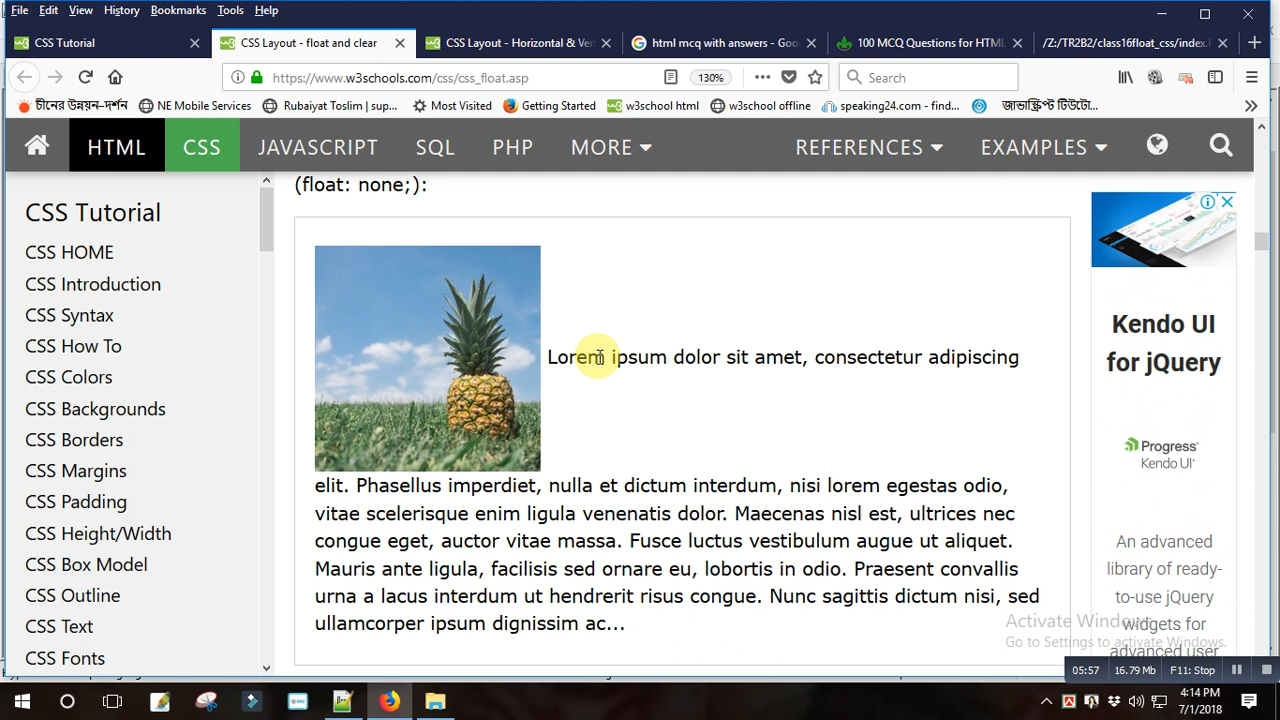 File Edit View History Bookmarks Tools Help
CSS Tutorial
CSS Layout - float and clear
CSS Layout - Horizontal & Ver
html mcq with answers - Goo
100 MCQ Questions for HTML
/Z:/TR2B2/class16float_css/index.
https://www.w3schools.com/css/css_float.asp
130%
Search
চীনের উন্নয়ন-দর্শন
NE Mobile Services
Rubaiyat Toslim | sup...
Most Visited
Getting Started
w3school html
w3school offline
speaking24.com - find...
জাভাস্ক্রিপ্ট টিউটো...
HTML CSS JAVASCRIPT SQL PHP MORE REFERENCES EXAMPLES
(float: none;):
CSS Tutorial
CSS HOME
CSS Introduction
CSS Syntax
CSS How To
CSS Colors
CSS Backgrounds
CSS Borders
CSS Margins
CSS Padding
CSS Height/Width
CSS Box Model
CSS Outline
CSS Text
CSS Fonts
Lorem ipsum dolor sit amet, consectetur adipiscing
elit. Phasellus imperdiet, nulla et dictum interdum, nisi lorem egestas odio,
vitae scelerisque enim ligula venenatis dolor. Maecenas nisl est, ultrices nec
congue eget, auctor vitae massa. Fusce luctus vestibulum augue ut aliquet.
Mauris ante ligula, facilisis sed ornare eu, lobortis in odio. Praesent convallis
urna a lacus interdum ut hendrerit risus congue. Nunc sagittis dictum nisi, sed
ullamcorper ipsum dignissim ac...
Kendo UI
for jQuery
Progress
Kendo UI
An advanced
library of ready-
to-use jQuery
widgets for
advanced user
Activate Windows
Go to Settings to activate Windows.
05:57 16.79 MB F11: Stop
4:14 PM
7/1/2018